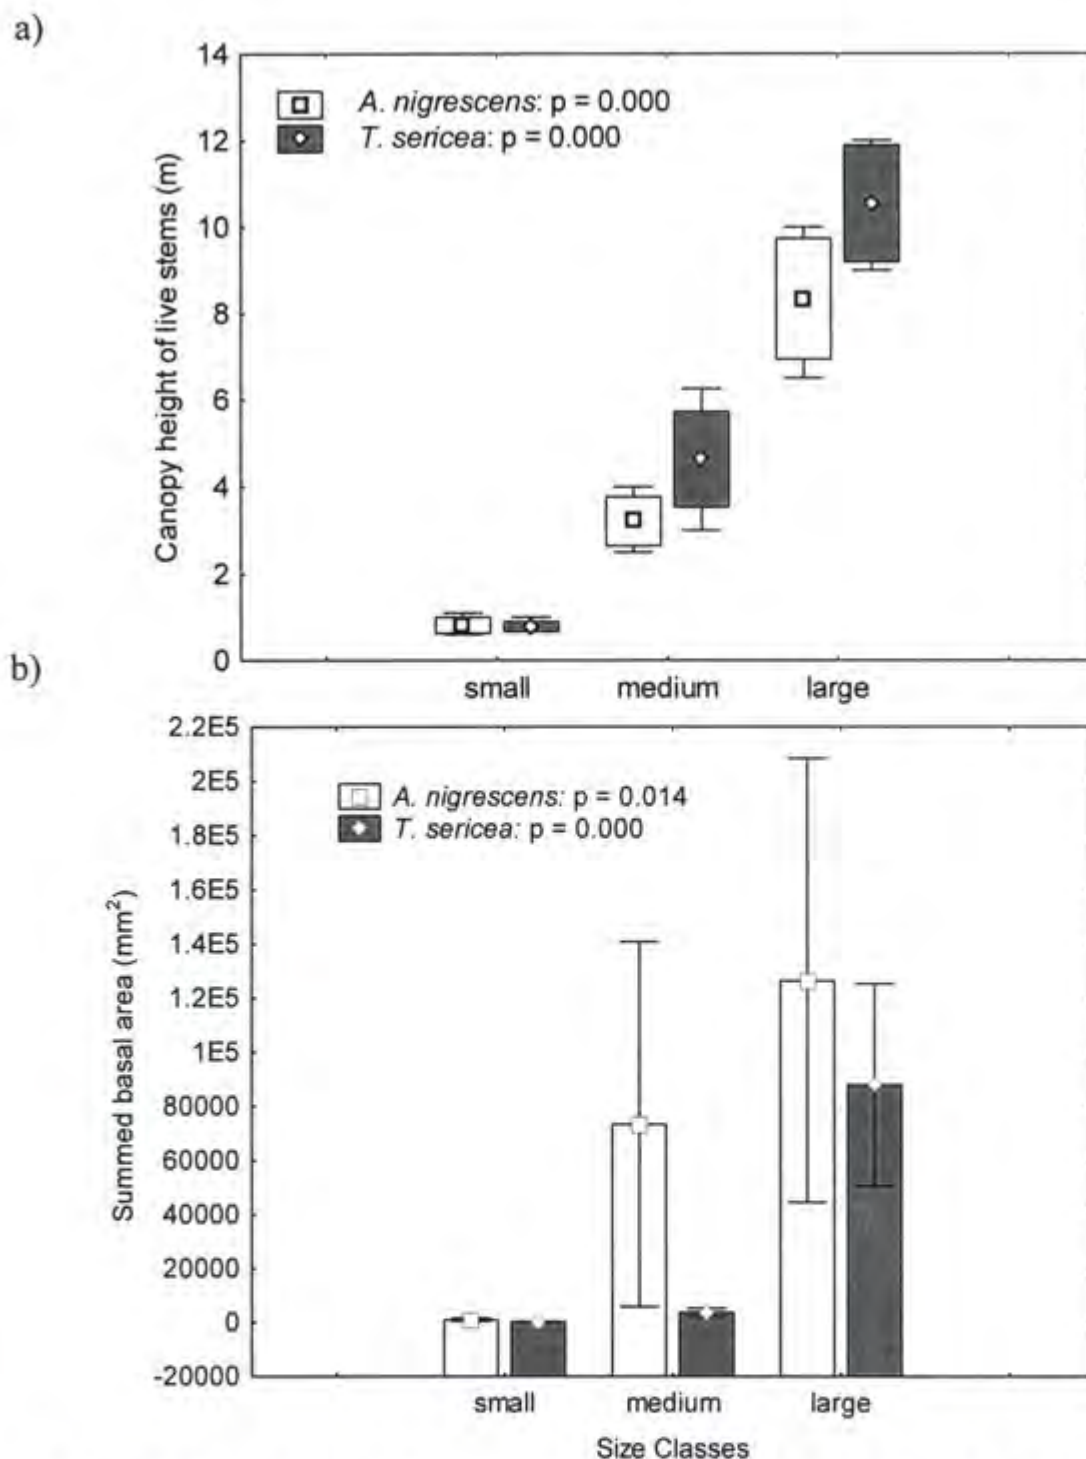 a)
14
12
10
8
6
4
2
0
Canopy height of live stems (m)
A. nigrescens: p = 0.000
T. sericea: p = 0.000
small medium large
b)
2.2E5
2E5
1.8E5
1.6E5
1.4E5
1.2E5
1E5
80000
60000
40000
20000
0
-20000
Summed basal area (mm²)
A. nigrescens: p = 0.014
T. sericea: p = 0.000
small medium large
Size Classes